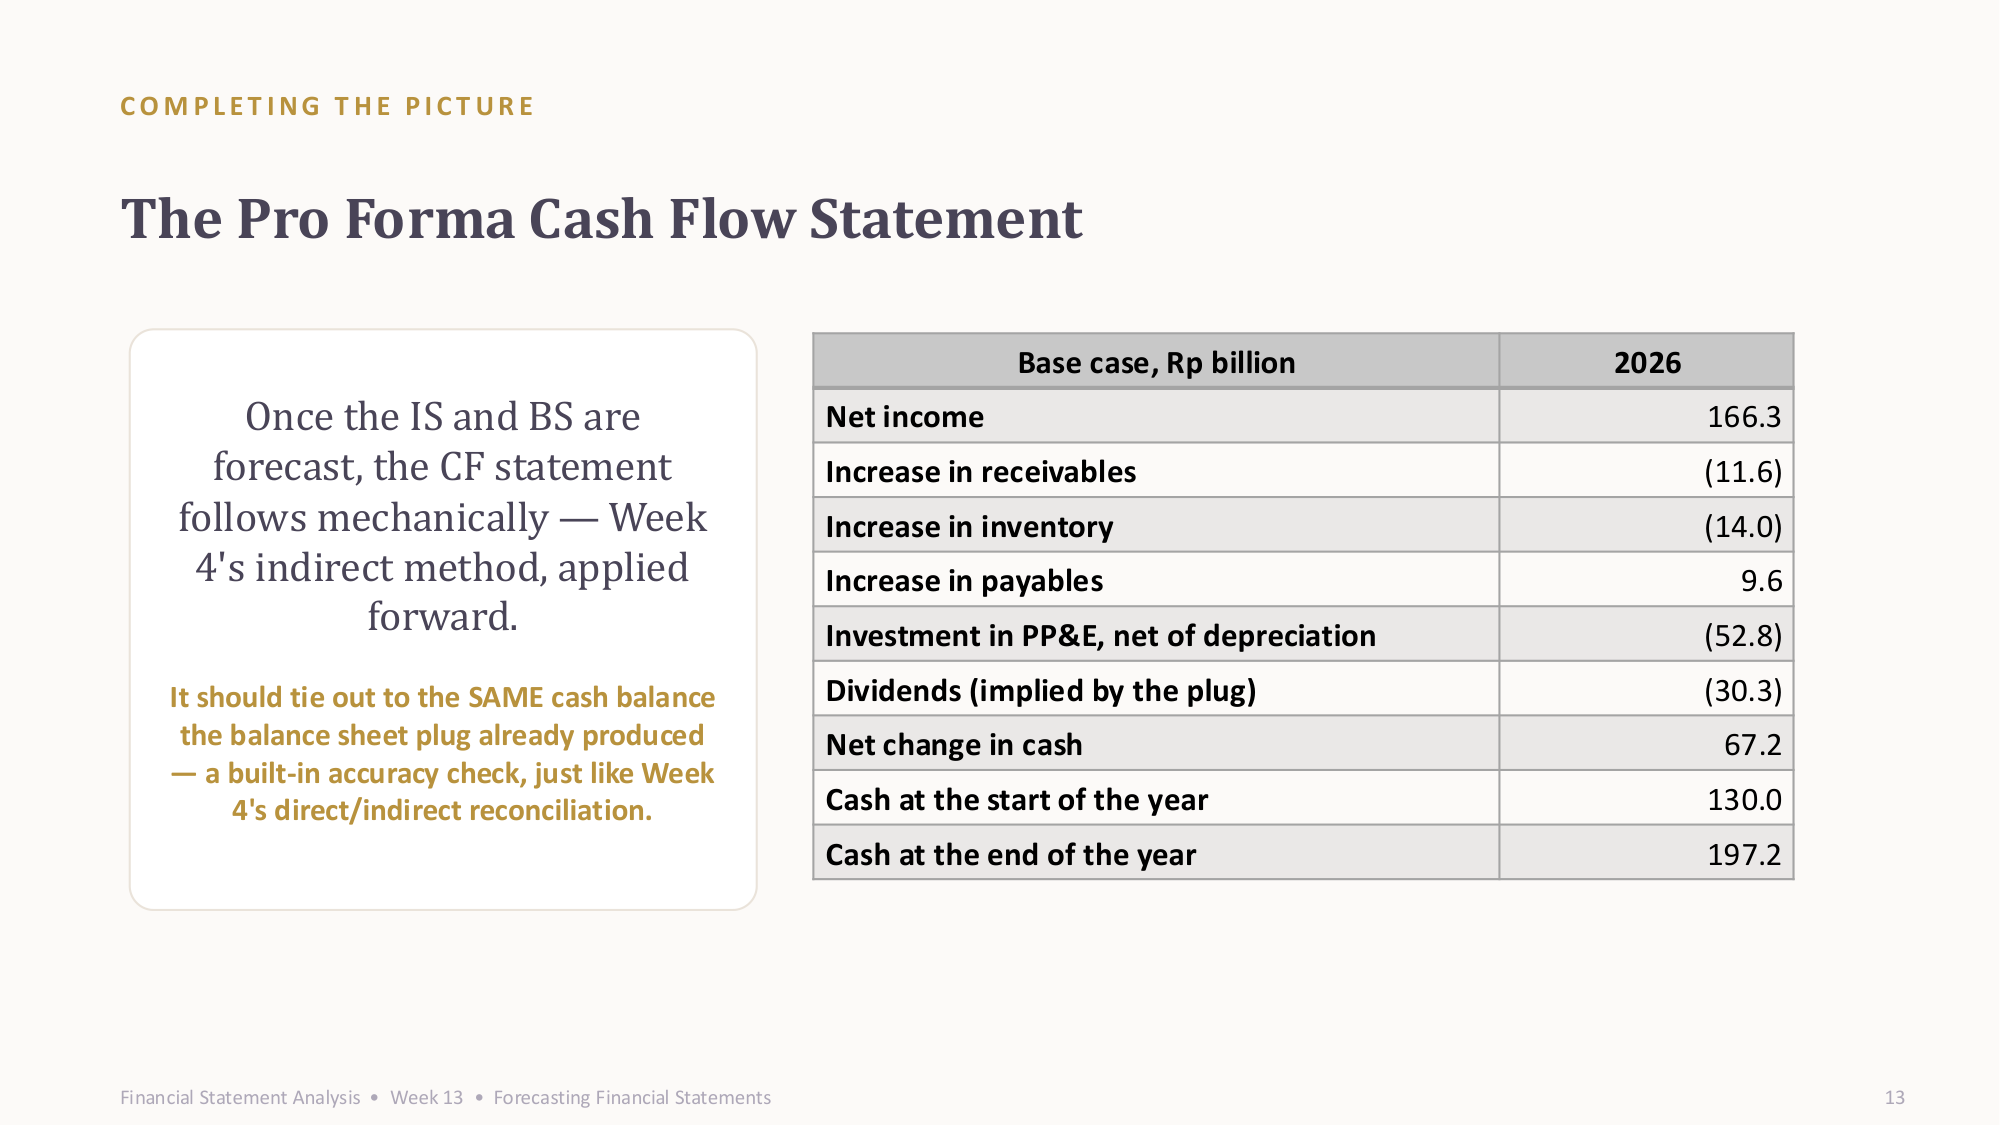 COMPLETING THE PICTURE
The Pro Forma Cash Flow Statement
Once the IS and BS are
forecast, the CF statement
follows mechanically — Week
4's indirect method, applied
forward.
It should tie out to the SAME cash balance
the balance sheet plug already produced
— a built-in accuracy check, just like Week
4's direct/indirect reconciliation.
Base case, Rp billion 2026
Net income 166.3
Increase in receivables (11.6)
Increase in inventory (14.0)
Increase in payables 9.6
Investment in PP&E, net of depreciation (52.8)
Dividends (implied by the plug) (30.3)
Net change in cash 67.2
Cash at the start of the year 130.0
Cash at the end of the year 197.2
Financial Statement Analysis • Week 13 • Forecasting Financial Statements 13